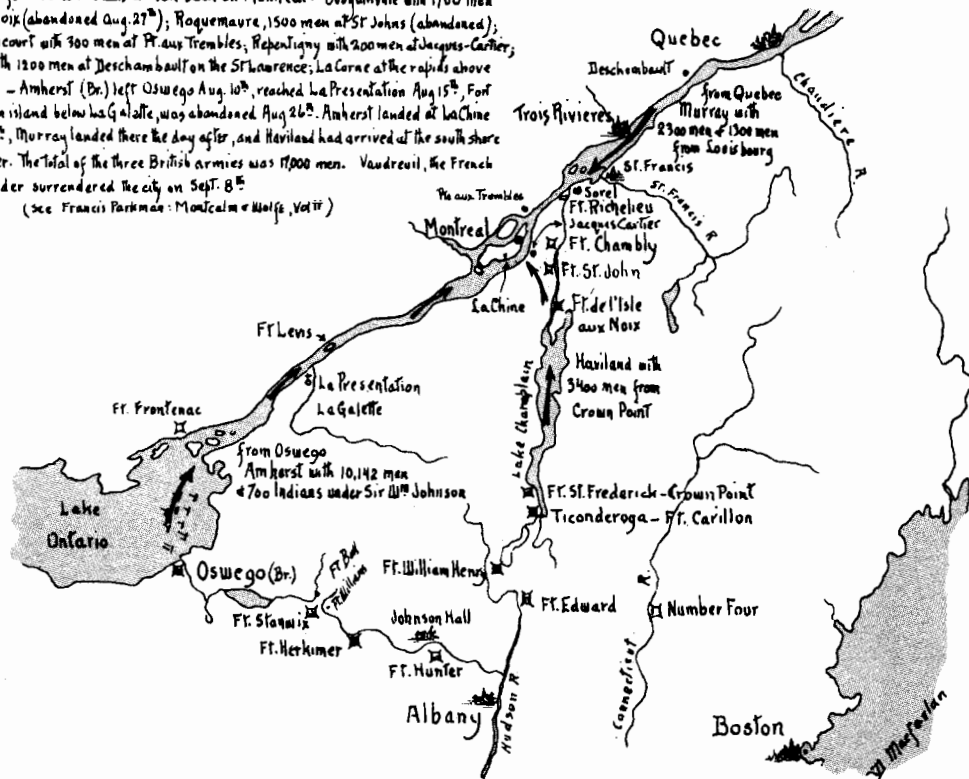 oix (abandoned Aug. 27th); Roquemaure, 1500 men at St Johns (abandoned);
court with 300 men at Pt. aux Trembles; Repentigny with 200 men at Jacques-Cartier;
th 1200 men at Deschambault on the St Lawrence; La Corne at the rapids above
– Amherst (Br.) left Oswego Aug. 10th, reached La Presentation Aug 15th, Fort
island below La Galette, was abandoned Aug 26th. Amherst landed at La Chine
, Murray landed there the day after, and Haviland had arrived at the south shore
er. The Total of the three British armies was 17,000 men. Vaudreuil, the French
der surrendered the city on Sept. 8th
(see Francis Parkman: Montcalm & Wolfe, Vol ii)
Quebec
Deschambault
Chaudiere R.
from Quebec
Murray with
2300 men & 1300 men
from Louisbourg
Trois Rivieres
St. Francis
St. Francis R
Sorel
Ft. Richelieu
Jacques Cartier
Pte aux Trembles
Montreal
Ft. Chambly
Ft. St. John
La Chine
Ft. de l'Isle
aux Noix
Ft Levis
Haviland with
3400 men from
Crown Point
Lake Champlain
La Presentation
La Galette
Ft. Frontenac
from Oswego
Amherst with 10,142 men
& 700 Indians under Sir Wm Johnson
Lake
Ontario
Ft. St. Frederick – Crown Point
Ticonderoga – Ft. Carillon
Oswego (Br.)
Ft. Bul
Ft Williams
Ft. William Henry
Ft. Edward
Number Four
Connecticut R.
Ft. Stanwix
Ft. Herkimer
Johnson Hall
Ft. Hunter
Albany
Hudson R
Boston
Macfarlan